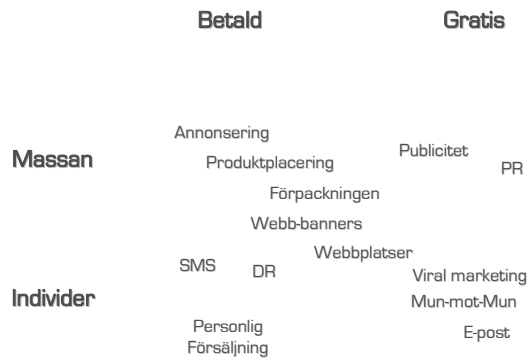 Betald Gratis
Annonsering
Massan Produktplacering Publicitet PR
Förpackningen
Webb-banners
Webbplatser
SMS DR
Viral marketing
Individer Mun-mot-Mun
Personlig E-post
Försäljning